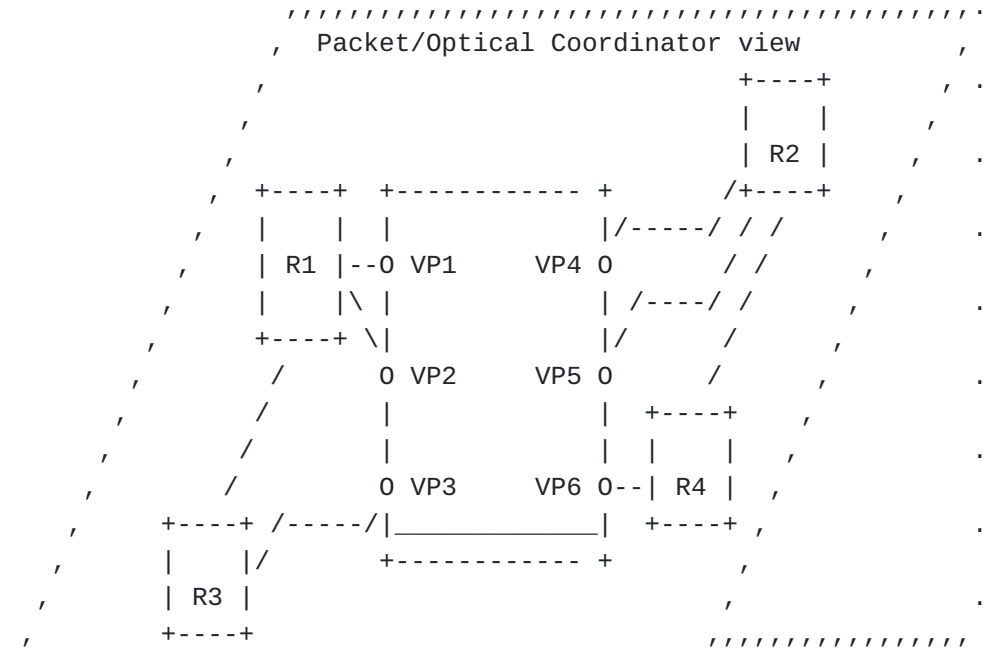 Packet/Optical Coordinator view
R2
R1 VP1 VP4
VP2 VP5
VP3 VP6 R4
R3